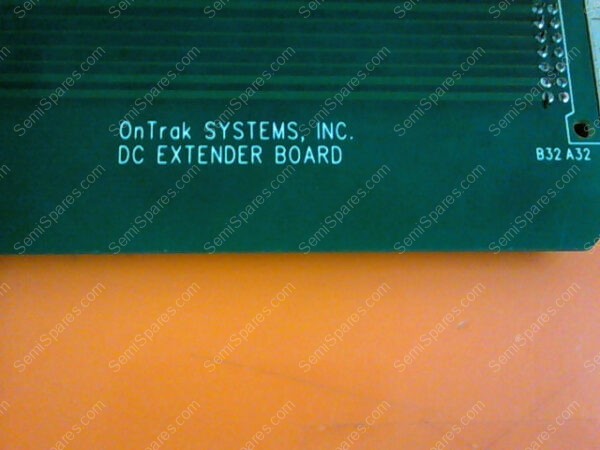 OnTrak SYSTEMS, INC.
DC EXTENDER BOARD
B32 A32
SemiSpares.com